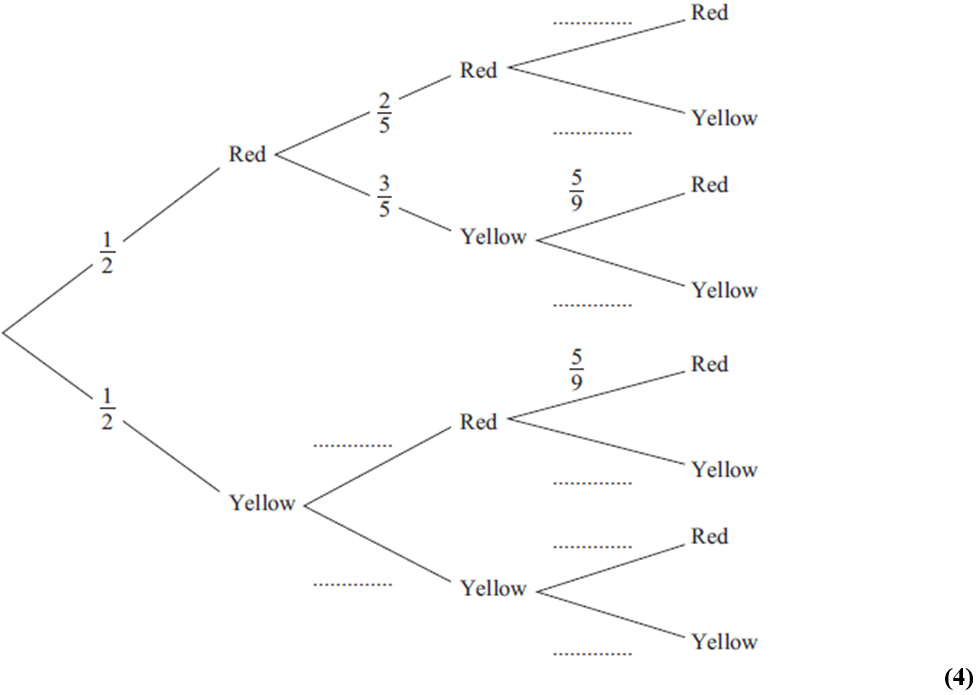 ............. Red
Red
2/5
............. Yellow
Red
3/5
5/9 Red
Yellow
1/2
............. Yellow
1/2
5/9 Red
Red
.............
............. Yellow
Yellow
............. Red
.............
Yellow
............. Yellow
(4)